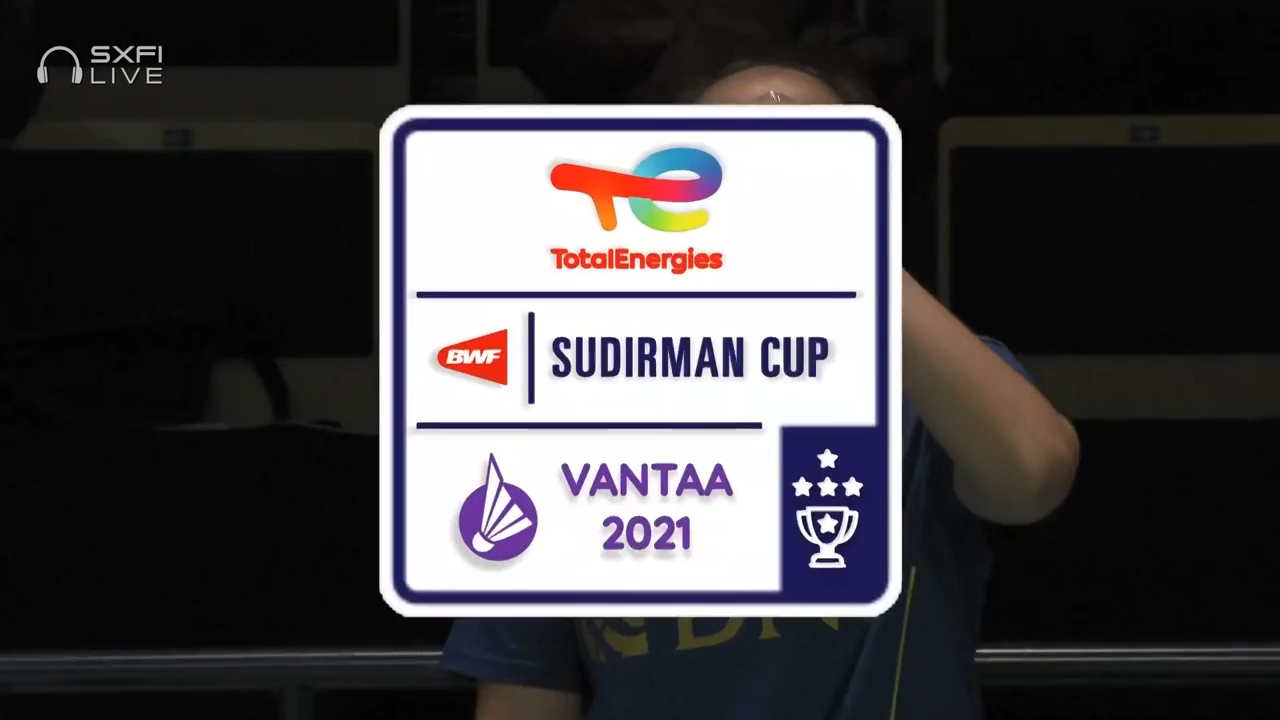 SXFI
LIVE
TotalEnergies
BWF
SUDIRMAN CUP
VANTAA
2021